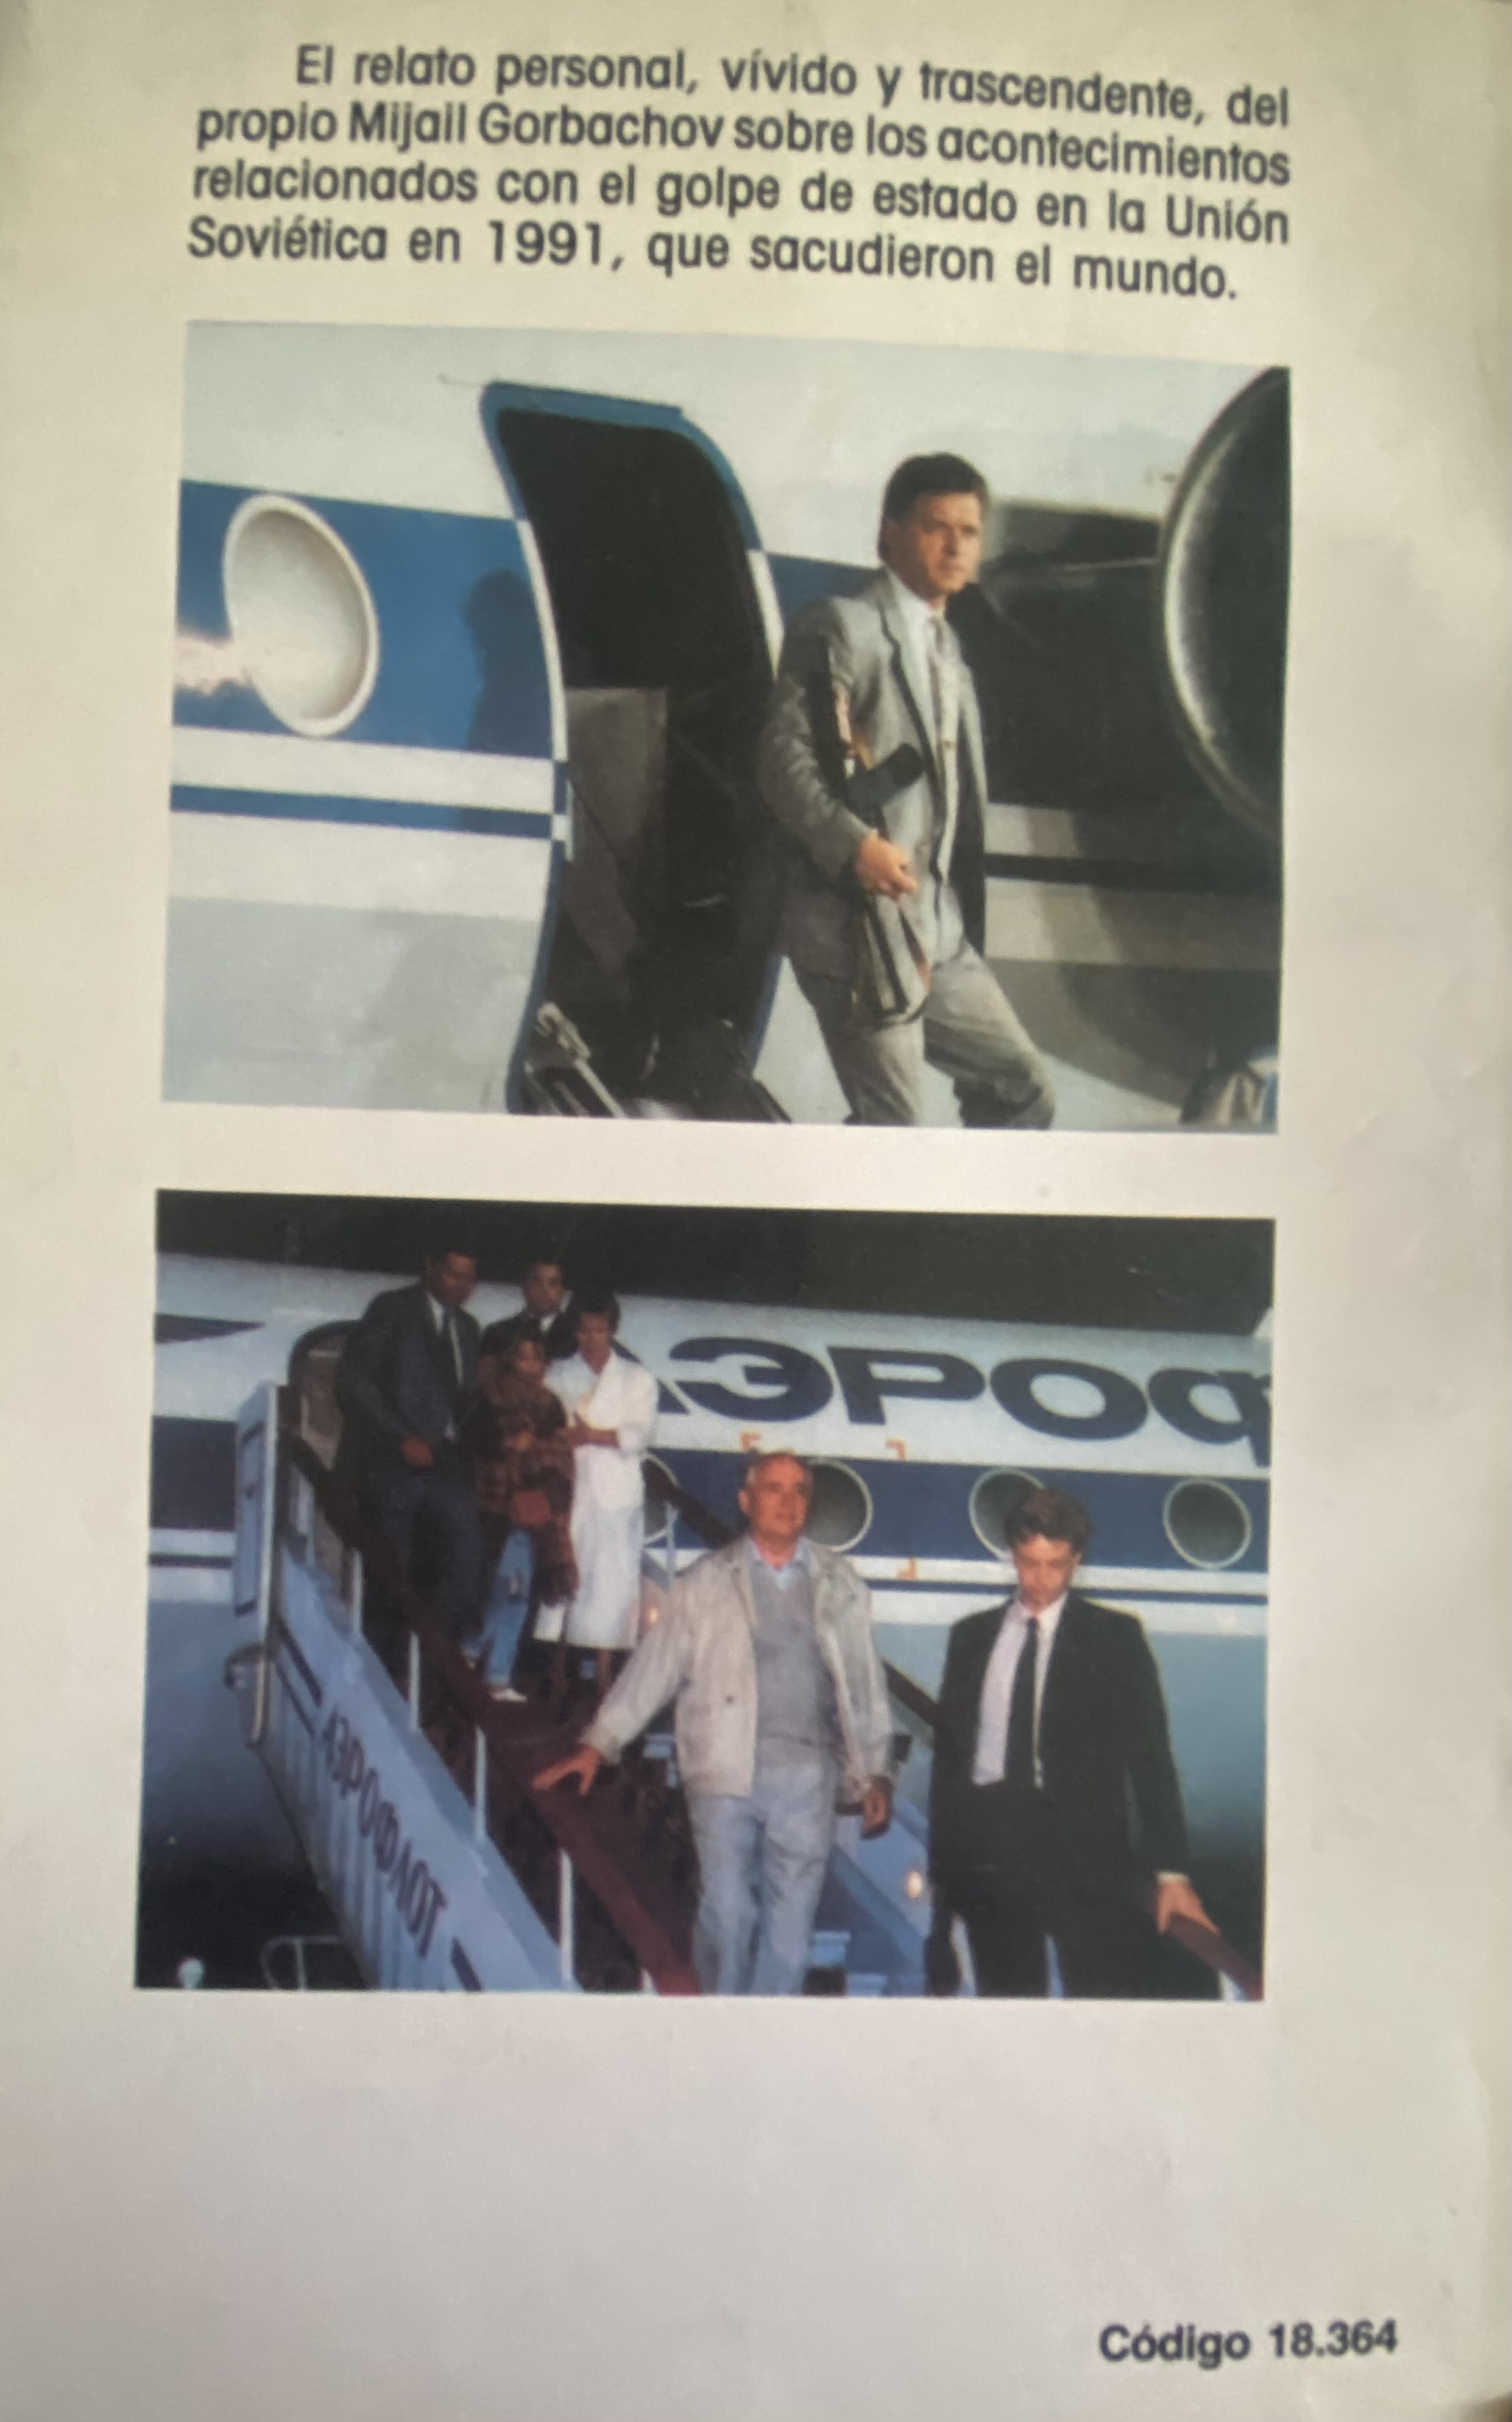 El relato personal, vívido y trascendente, del
propio Mijail Gorbachov sobre los acontecimientos
relacionados con el golpe de estado en la Unión
Soviética en 1991, que sacudieron el mundo.
АЭРОФ
АЭРОФЛОТ
Código 18.364